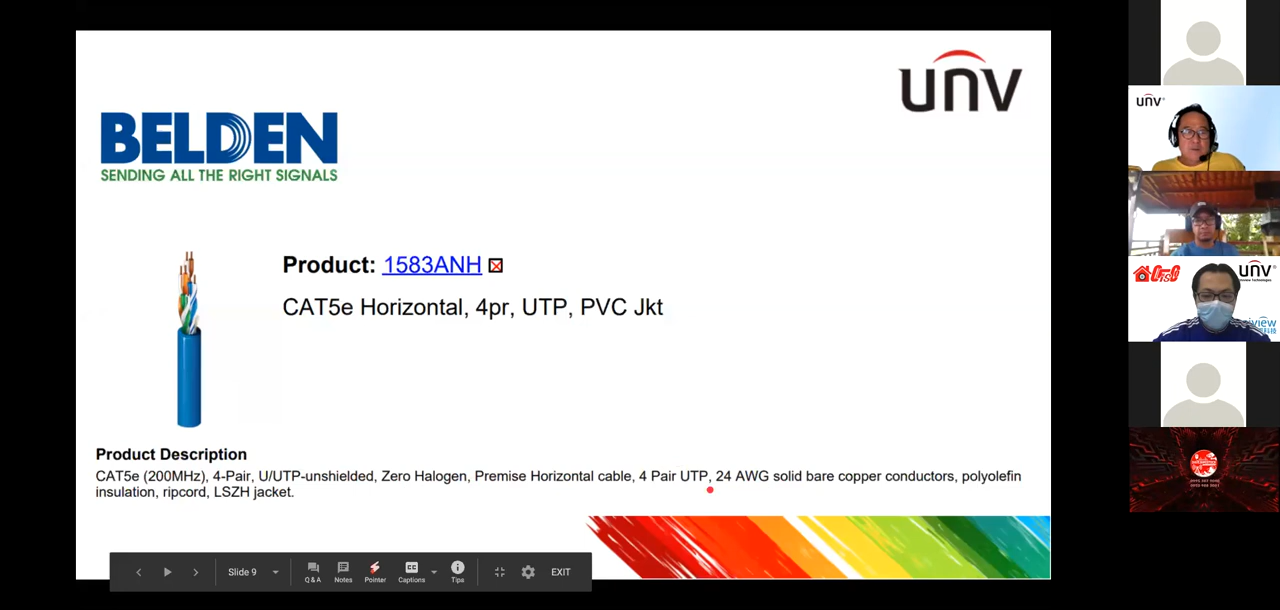 unv
BELDEN
SENDING ALL THE RIGHT SIGNALS
Product: 1583ANH
CAT5e Horizontal, 4pr, UTP, PVC Jkt
Product Description
CAT5e (200MHz), 4-Pair, U/UTP-unshielded, Zero Halogen, Premise Horizontal cable, 4 Pair UTP, 24 AWG solid bare copper conductors, polyolefin
insulation, ripcord, LSZH jacket.
Slide 9
Q&A
Notes
Pointer
Captions
Tips
EXIT
unv
unv